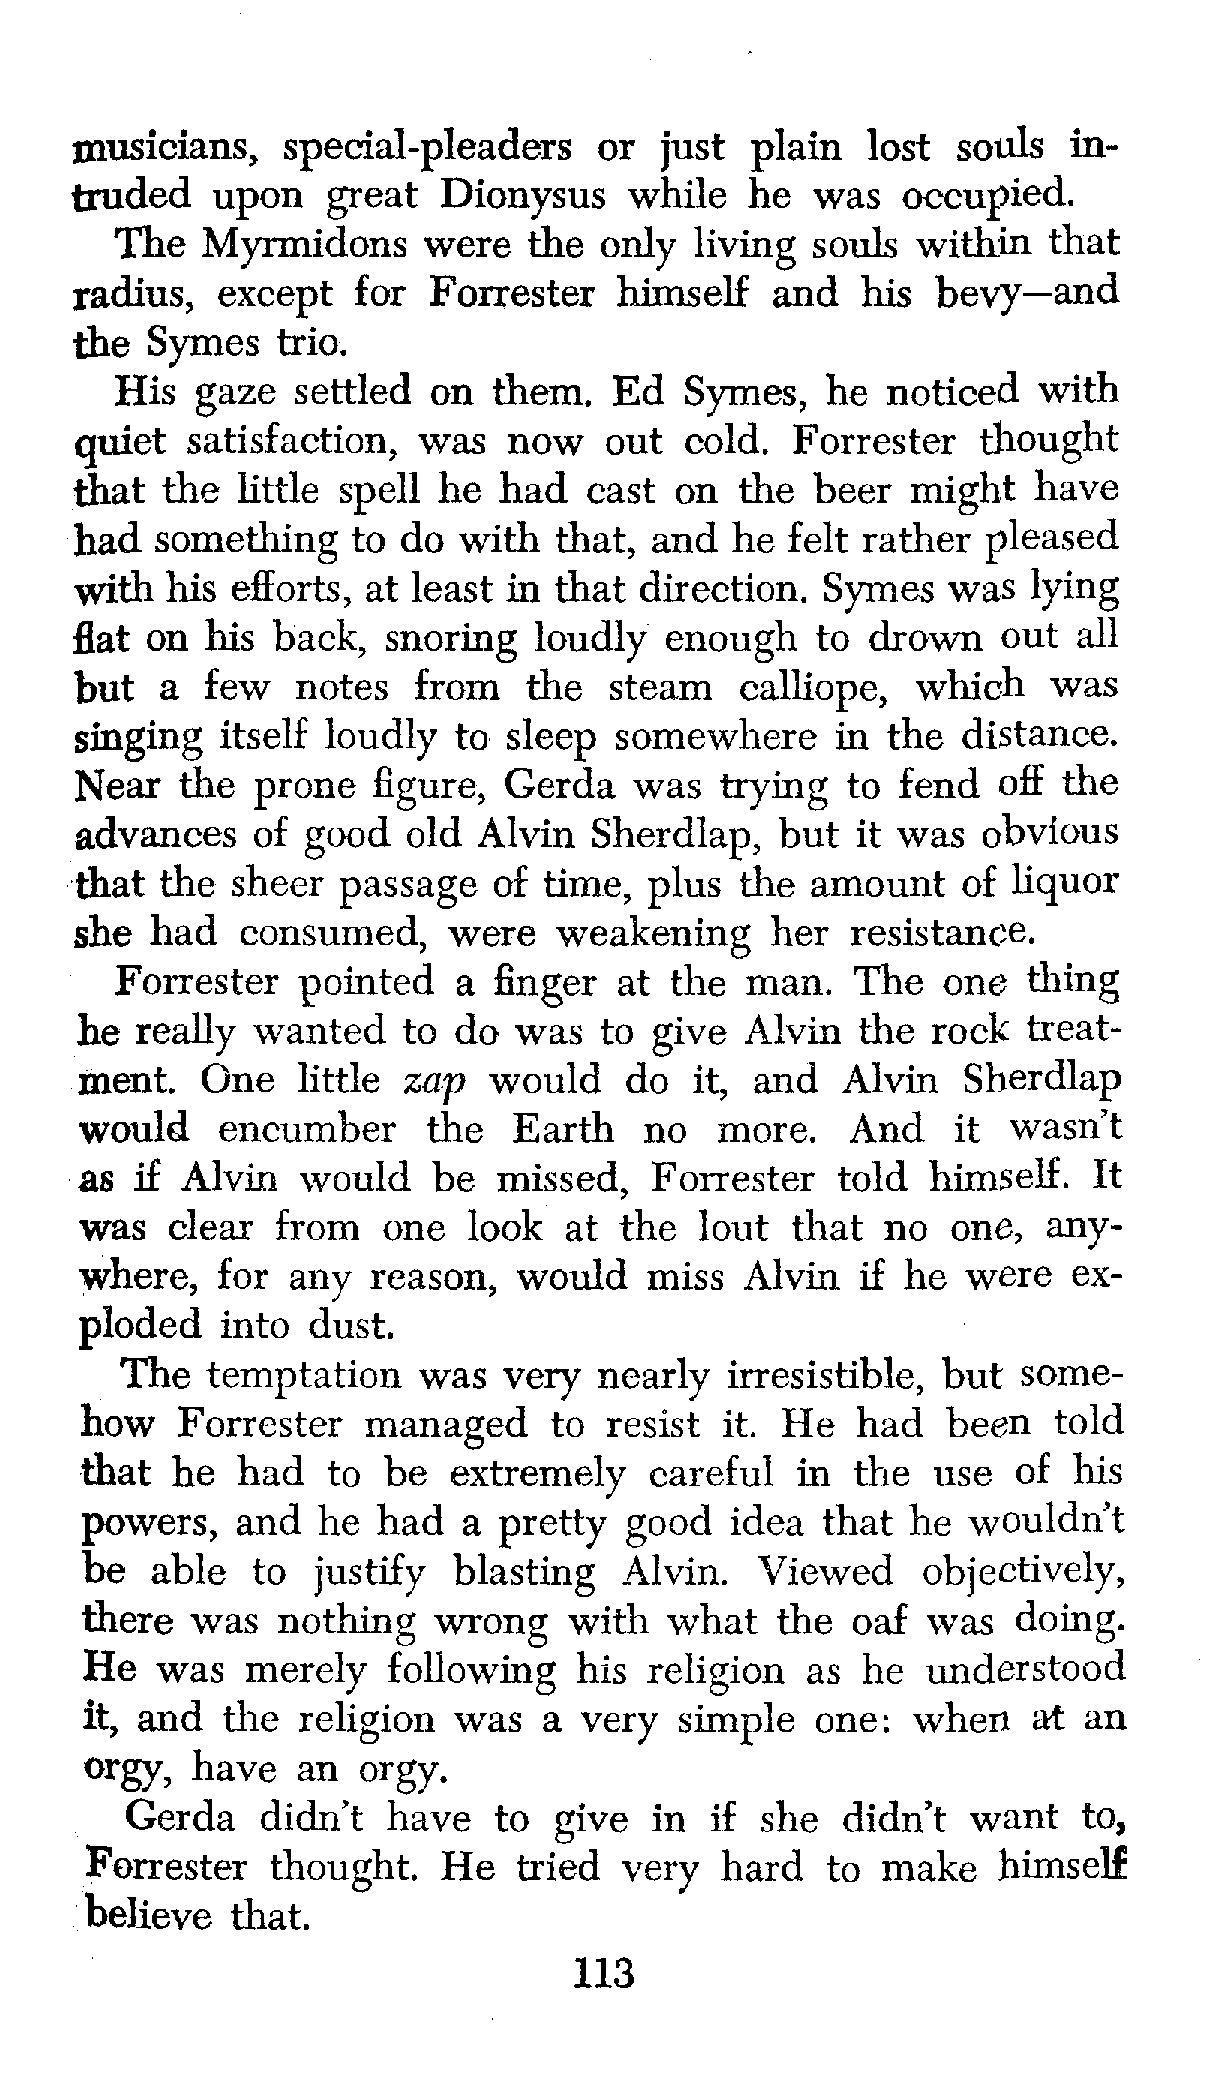 musicians, special-pleaders or just plain lost souls in-
truded upon great Dionysus while he was occupied.
The Myrmidons were the only living souls within that
radius, except for Forrester himself and his bevy—and
the Symes trio.
His gaze settled on them. Ed Symes, he noticed with
quiet satisfaction, was now out cold. Forrester thought
that the little spell he had cast on the beer might have
had something to do with that, and he felt rather pleased
with his efforts, at least in that direction. Symes was lying
flat on his back, snoring loudly enough to drown out all
but a few notes from the steam calliope, which was
singing itself loudly to sleep somewhere in the distance.
Near the prone figure, Gerda was trying to fend off the
advances of good old Alvin Sherdlap, but it was obvious
that the sheer passage of time, plus the amount of liquor
she had consumed, were weakening her resistance.
Forrester pointed a finger at the man. The one thing
he really wanted to do was to give Alvin the rock treat-
ment. One little zap would do it, and Alvin Sherdlap
would encumber the Earth no more. And it wasn't
as if Alvin would be missed, Forrester told himself. It
was clear from one look at the lout that no one, any-
where, for any reason, would miss Alvin if he were ex-
ploded into dust.
The temptation was very nearly irresistible, but some-
how Forrester managed to resist it. He had been told
that he had to be extremely careful in the use of his
powers, and he had a pretty good idea that he wouldn't
be able to justify blasting Alvin. Viewed objectively,
there was nothing wrong with what the oaf was doing.
He was merely following his religion as he understood
it, and the religion was a very simple one: when at an
orgy, have an orgy.
Gerda didn't have to give in if she didn't want to,
Forrester thought. He tried very hard to make himself
believe that.
113